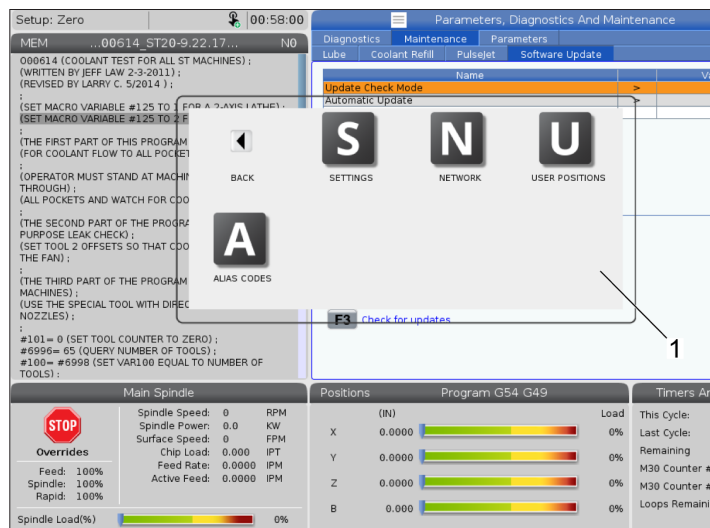 Setup: Zero
00:58:00
Parameters, Diagnostics And Maintenance
MEM ...00614_ST20-9.22.17... N0
Diagnostics Maintenance Parameters
Lube Coolant Refill PulseJet Software Update
O00614 (COOLANT TEST FOR ALL ST MACHINES) ;
(WRITTEN BY JEFF LAW 2-3-2011) ;
(REVISED BY LARRY C. 5/2014 ) ;
;
(SET MACRO VARIABLE #125 TO 1 FOR A 2-AXIS LATHE) ;
(SET MACRO VARIABLE #125 TO 2 F
;
(THE FIRST PART OF THIS PROGRAM
(FOR COOLANT FLOW TO ALL POCKET
;
(OPERATOR MUST STAND AT MACHIN
THROUGH) ;
(ALL POCKETS AND WATCH FOR COO
;
(THE SECOND PART OF THE PROGRA
PURPOSE LEAK CHECK) ;
(SET TOOL 2 OFFSETS SO THAT COO
THE FAN) ;
;
(THE THIRD PART OF THE PROGRAM
MACHINES) ;
(USE THE SPECIAL TOOL WITH DIREC
NOZZLES) ;
;
#101= 0 (SET TOOL COUNTER TO ZERO) ;
#6996= 65 (QUERY NUMBER OF TOOLS) ;
#100= #6998 (SET VAR100 EQUAL TO NUMBER OF
TOOLS) ;
Name Va
Update Check Mode >
Automatic Update >
S N U
BACK SETTINGS NETWORK USER POSITIONS
A
ALIAS CODES
F3 Check for updates
1
Main Spindle
STOP
Overrides
Feed: 100%
Spindle: 100%
Rapid: 100%
Spindle Speed: 0 RPM
Spindle Power: 0.0 KW
Surface Speed: 0 FPM
Chip Load: 0.000 IPT
Feed Rate: 0.0000 IPM
Active Feed: 0.0000 IPM
Spindle Load(%) 0%
Positions Program G54 G49
(IN) Load
X 0.0000 0%
Y 0.0000 0%
Z 0.0000 0%
B 0.000 0%
Timers An
This Cycle:
Last Cycle:
Remaining
M30 Counter #
M30 Counter #
Loops Remaini